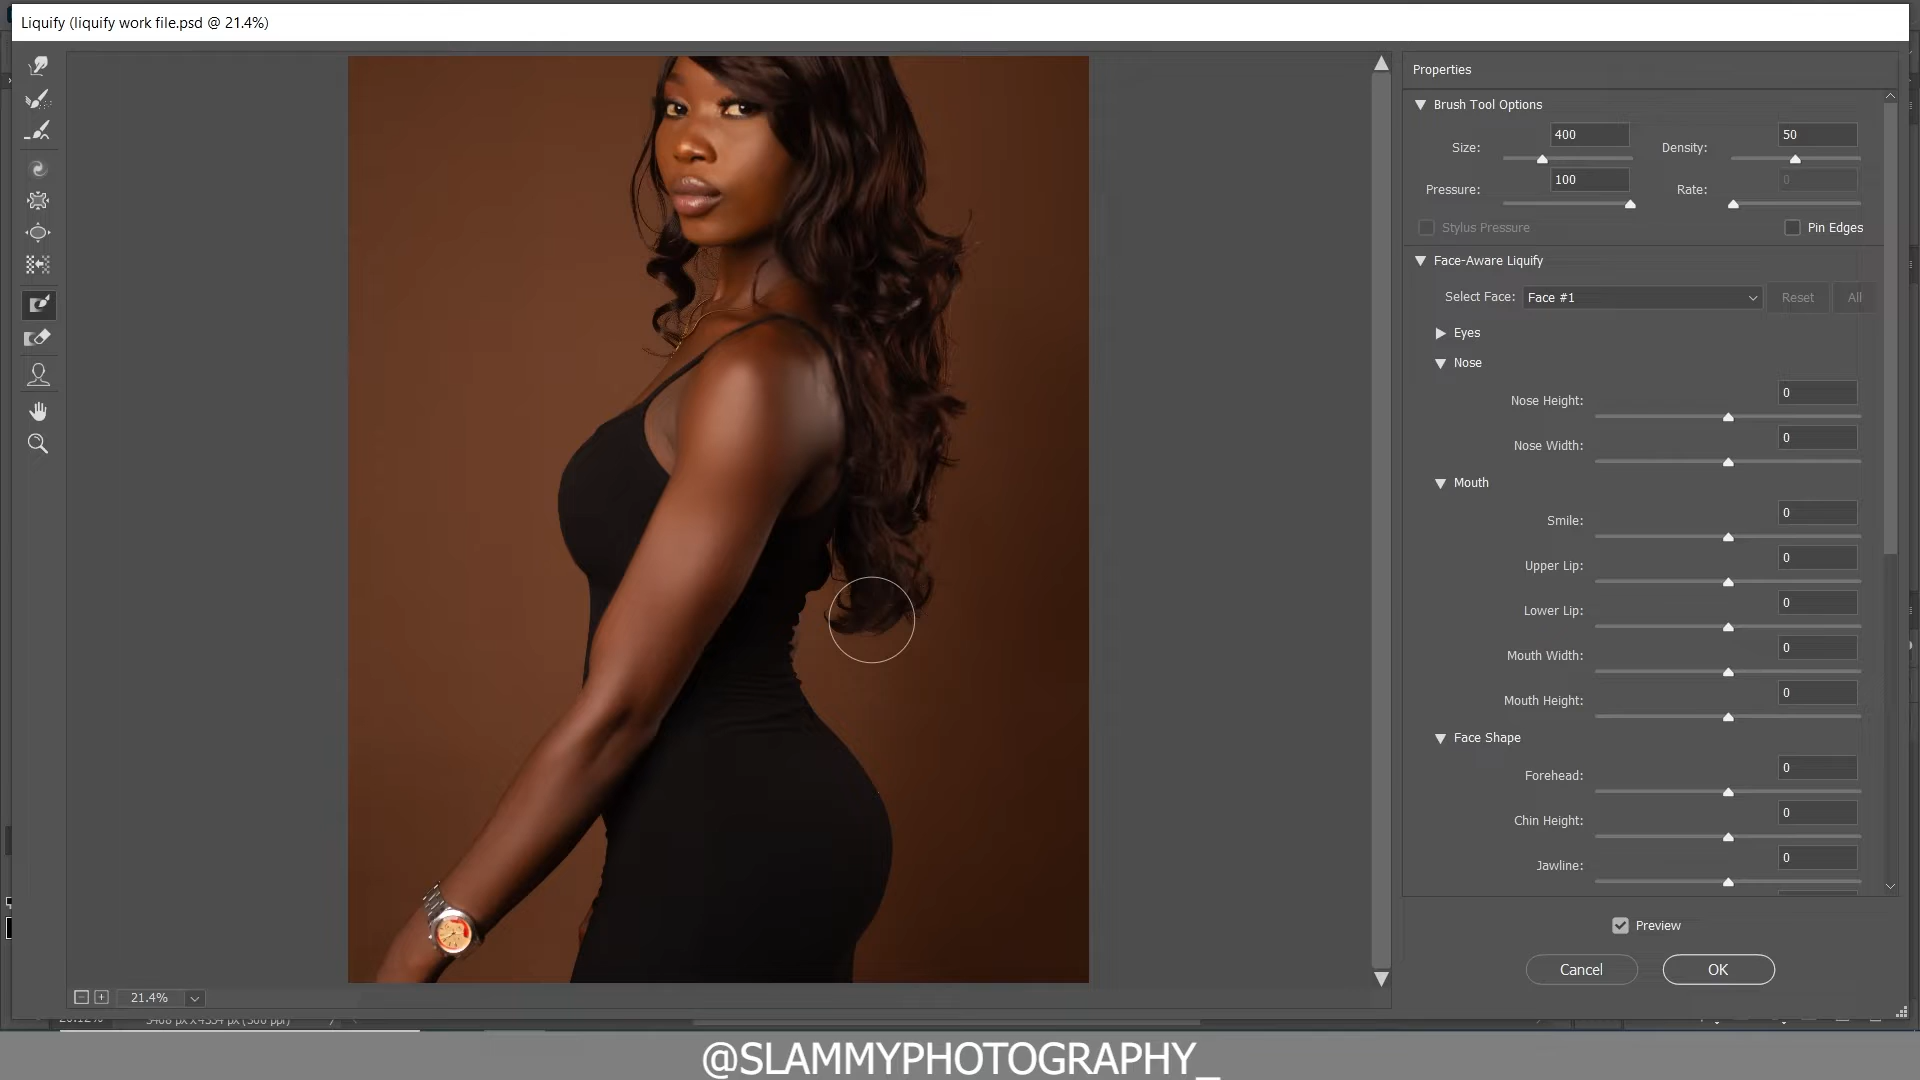 Liquify (liquify work file.psd @ 21.4%)
Properties
Brush Tool Options
Size: 400
Density: 50
Pressure: 100
Rate: 0
Stylus Pressure
Pin Edges
Face-Aware Liquify
Select Face: Face #1
Reset
All
Eyes
Nose
Nose Height: 0
Nose Width: 0
Mouth
Smile: 0
Upper Lip: 0
Lower Lip: 0
Mouth Width: 0
Mouth Height: 0
Face Shape
Forehead: 0
Chin Height: 0
Jawline: 0
Preview
Cancel
OK
21.4%
@SLAMMYPHOTOGRAPHY_